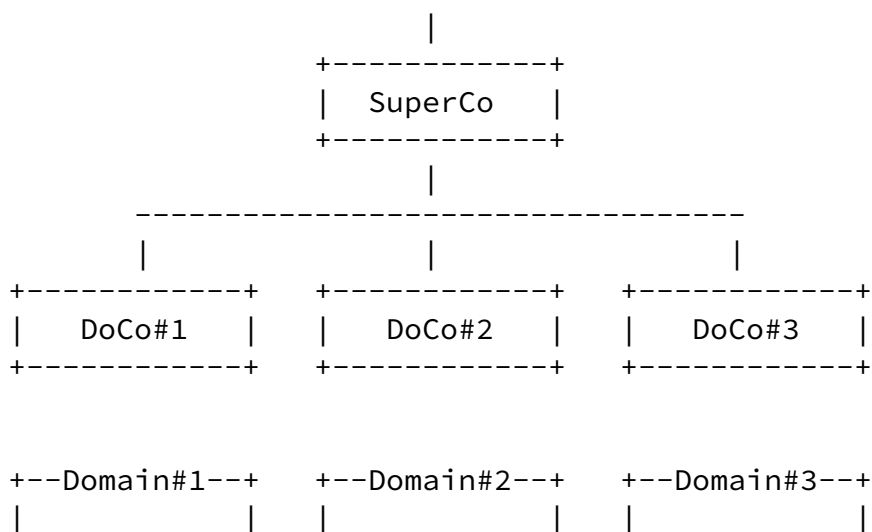 |
+------------+
|  SuperCo   |
+------------+
|
----------------------------------
|                |                |
+------------+   +------------+   +------------+
|   DoCo#1   |   |   DoCo#2   |   |   DoCo#3   |
+------------+   +------------+   +------------+
+--Domain#1--+   +--Domain#2--+   +--Domain#3--+
|            |   |            |   |            |